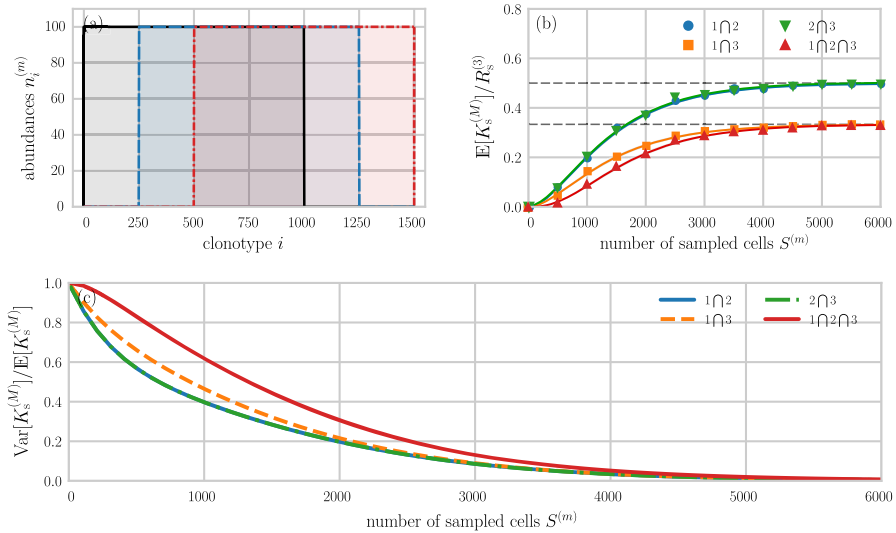 (a)
abundances n_i^{(m)}
100
80
60
40
20
0
0 250 500 750 1000 1250 1500
clonotype i
(b)
1⋂2
1⋂3
2⋂3
1⋂2⋂3
𝔼[K_s^{(M)}]/R_s^{(3)}
0.8
0.6
0.4
0.2
0.0
0 1000 2000 3000 4000 5000 6000
number of sampled cells S^{(m)}
(c)
1⋂2
1⋂3
2⋂3
1⋂2⋂3
Var[K_s^{(M)}]/𝔼[K_s^{(M)}]
1.0
0.8
0.6
0.4
0.2
0.0
0 1000 2000 3000 4000 5000 6000
number of sampled cells S^{(m)}